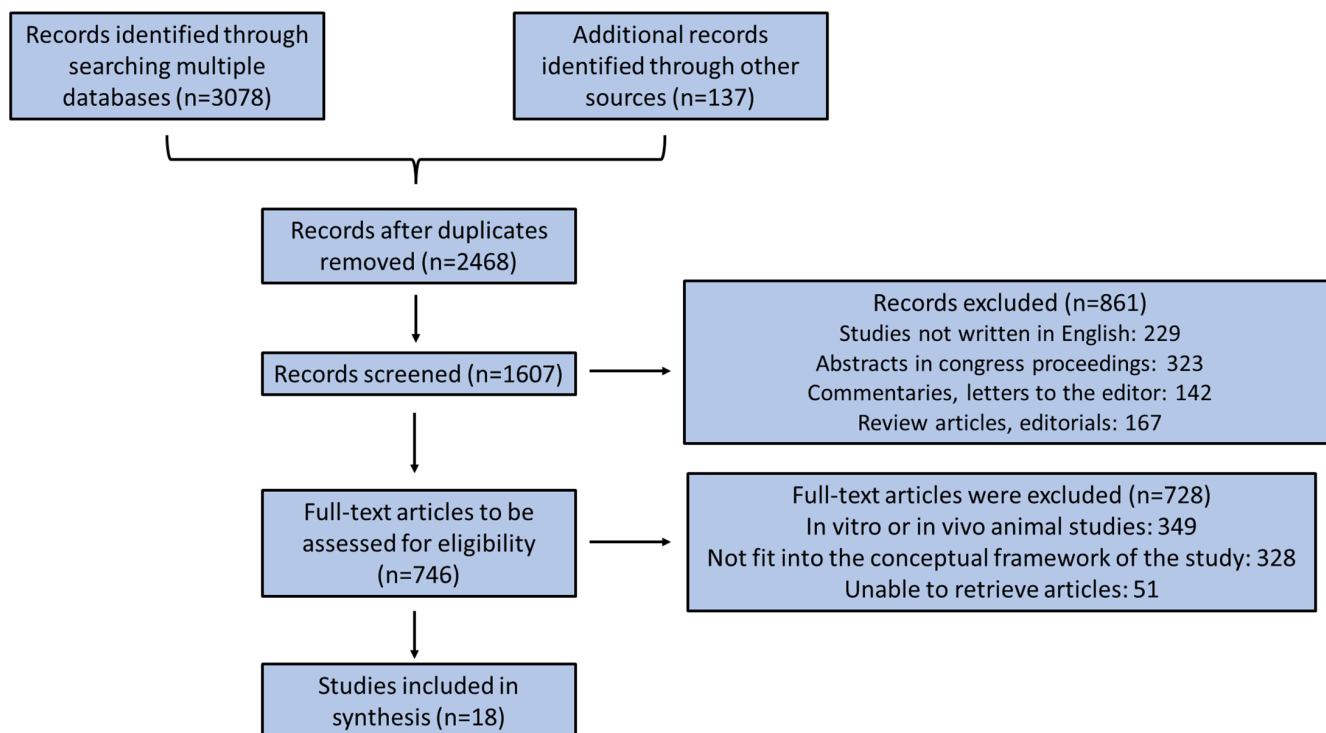 Records identified through
searching multiple
databases (n=3078)
Additional records
identified through other
sources (n=137)
Records after duplicates
removed (n=2468)
Records screened (n=1607)
Records excluded (n=861)
Studies not written in English: 229
Abstracts in congress proceedings: 323
Commentaries, letters to the editor: 142
Review articles, editorials: 167
Full-text articles to be
assessed for eligibility
(n=746)
Full-text articles were excluded (n=728)
In vitro or in vivo animal studies: 349
Not fit into the conceptual framework of the study: 328
Unable to retrieve articles: 51
Studies included in
synthesis (n=18)